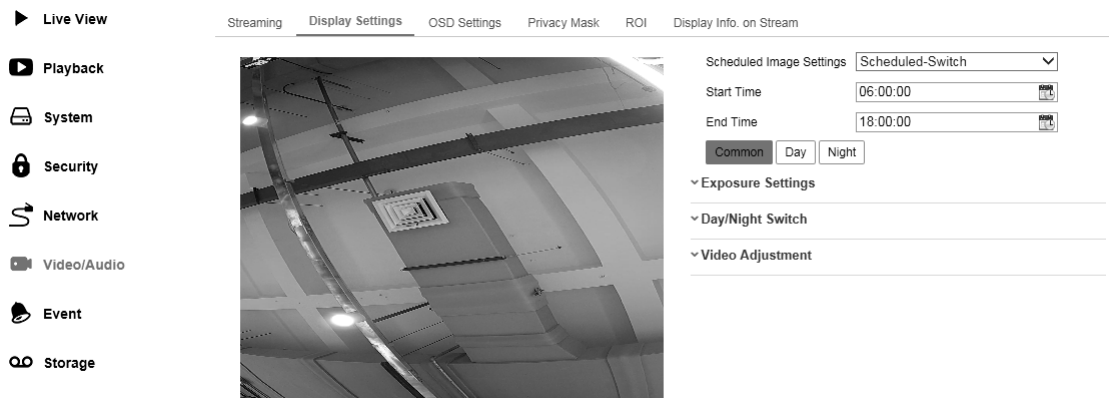 Live View
Playback
System
Security
Network
Video/Audio
Event
Storage
Streaming
Display Settings
OSD Settings
Privacy Mask
ROI
Display Info. on Stream
Scheduled Image Settings
Scheduled-Switch
Start Time
06:00:00
End Time
18:00:00
Common
Day
Night
Exposure Settings
Day/Night Switch
Video Adjustment